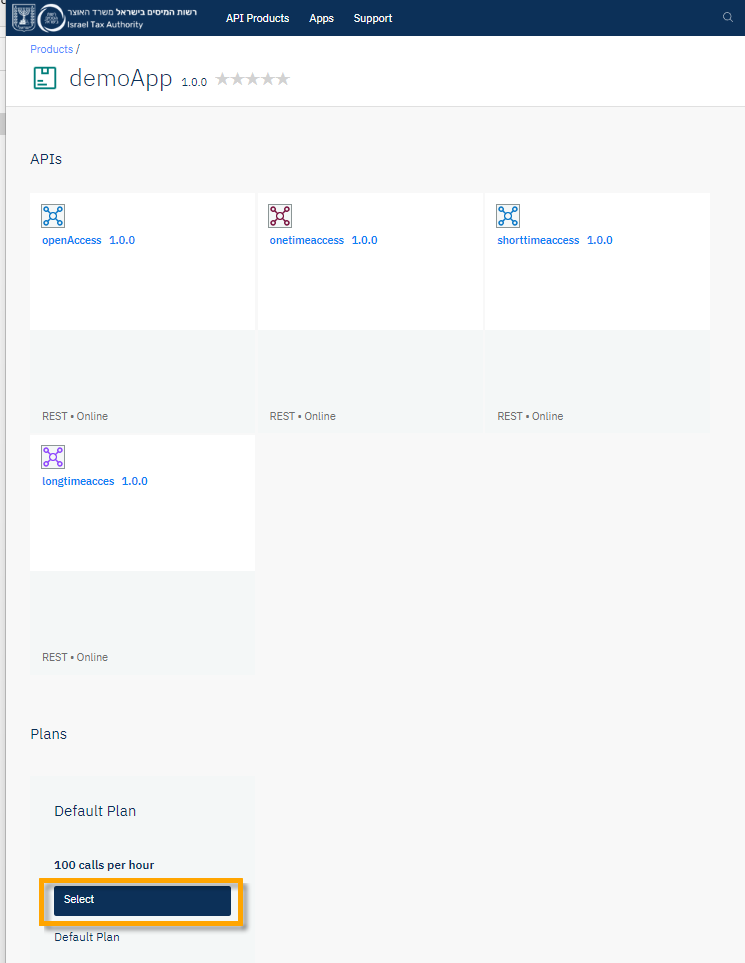 רשות המיסים בישראל משרד האוצר
Israel Tax Authority
API Products Apps Support
Products /
demoApp 1.0.0
APIs
openAccess 1.0.0
onetimeaccess 1.0.0
shorttimeaccess 1.0.0
REST • Online
REST • Online
REST • Online
longtimeacces 1.0.0
REST • Online
Plans
Default Plan
100 calls per hour
Select
Default Plan